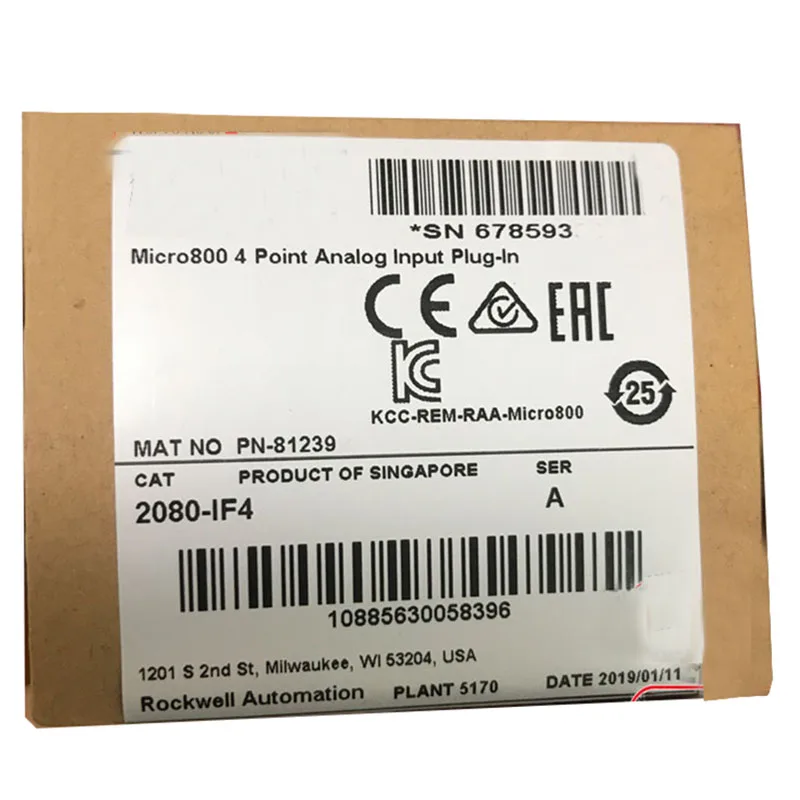 *SN 678593
Micro800 4 Point Analog Input Plug-In
CE
EAC
KC
KCC-REM-RAA-Micro800
25
MAT NO PN-81239
CAT PRODUCT OF SINGAPORE SER
2080-IF4 A
10885630058396
1201 S 2nd St, Milwaukee, WI 53204, USA
Rockwell Automation PLANT 5170 DATE 2019/01/11